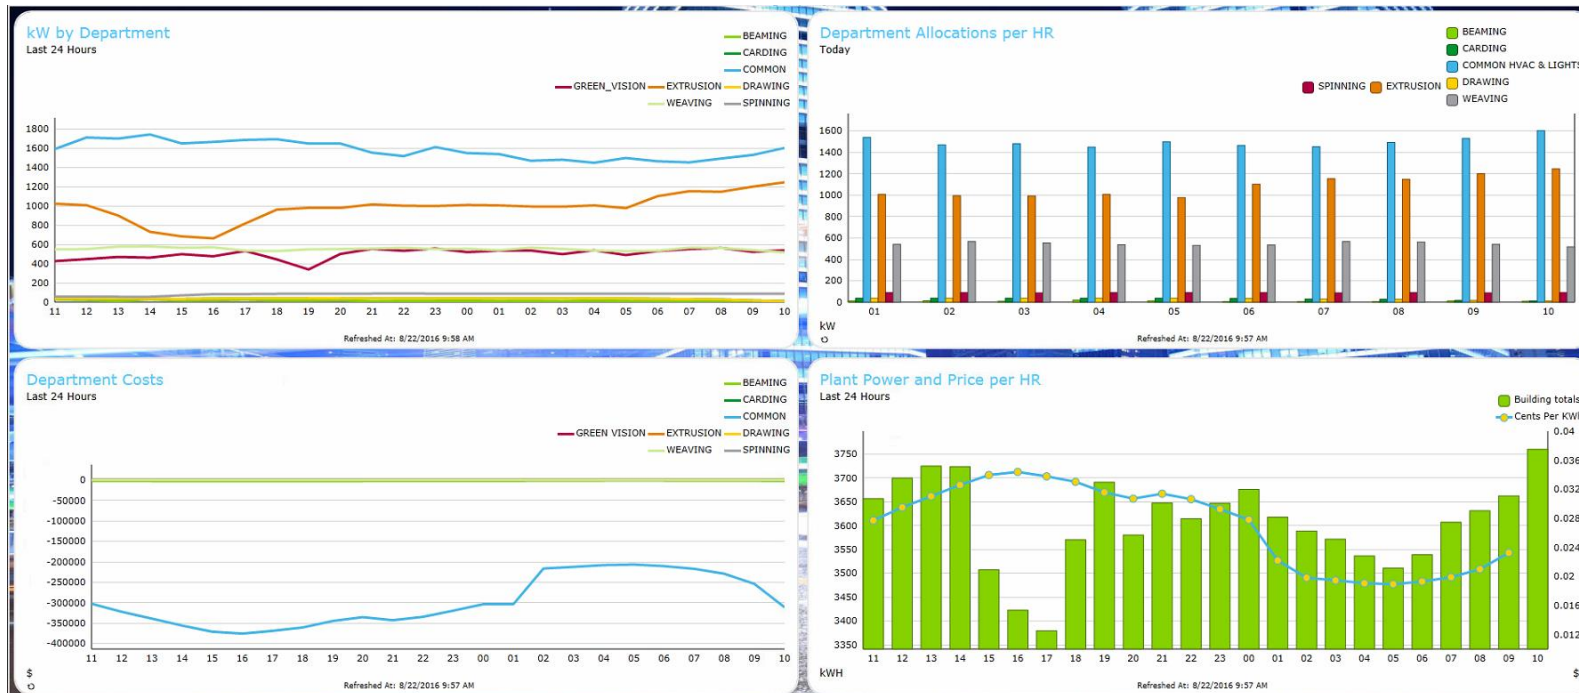 kW by Department
Last 24 Hours
BEAMING
CARDING
COMMON
GREEN_VISION EXTRUSION DRAWING
WEAVING SPINNING
1800
1600
1400
1200
1000
800
600
400
200
0
11 12 13 14 15 16 17 18 19 20 21 22 23 00 01 02 03 04 05 06 07 08 09 10
Refreshed At: 8/22/2016 9:58 AM
Department Allocations per HR
Today
BEAMING
CARDING
COMMON HVAC & LIGHTS
SPINNING EXTRUSION DRAWING
WEAVING
1600
1400
1200
1000
800
600
400
200
0
01 02 03 04 05 06 07 08 09 10
kW
Refreshed At: 8/22/2016 9:57 AM
Department Costs
Last 24 Hours
BEAMING
CARDING
COMMON
GREEN VISION EXTRUSION DRAWING
WEAVING SPINNING
0
-50000
-100000
-150000
-200000
-250000
-300000
-350000
-400000
11 12 13 14 15 16 17 18 19 20 21 22 23 00 01 02 03 04 05 06 07 08 09 10
$
Refreshed At: 8/22/2016 9:57 AM
Plant Power and Price per HR
Last 24 Hours
Building totals
Cents Per KWh
3750
3700
3650
3600
3550
3500
3450
3400
3350
0.04
0.036
0.032
0.028
0.024
0.02
0.016
0.012
11 12 13 14 15 16 17 18 19 20 21 22 23 00 01 02 03 04 05 06 07 08 09 10
kWH $
Refreshed At: 8/22/2016 9:57 AM